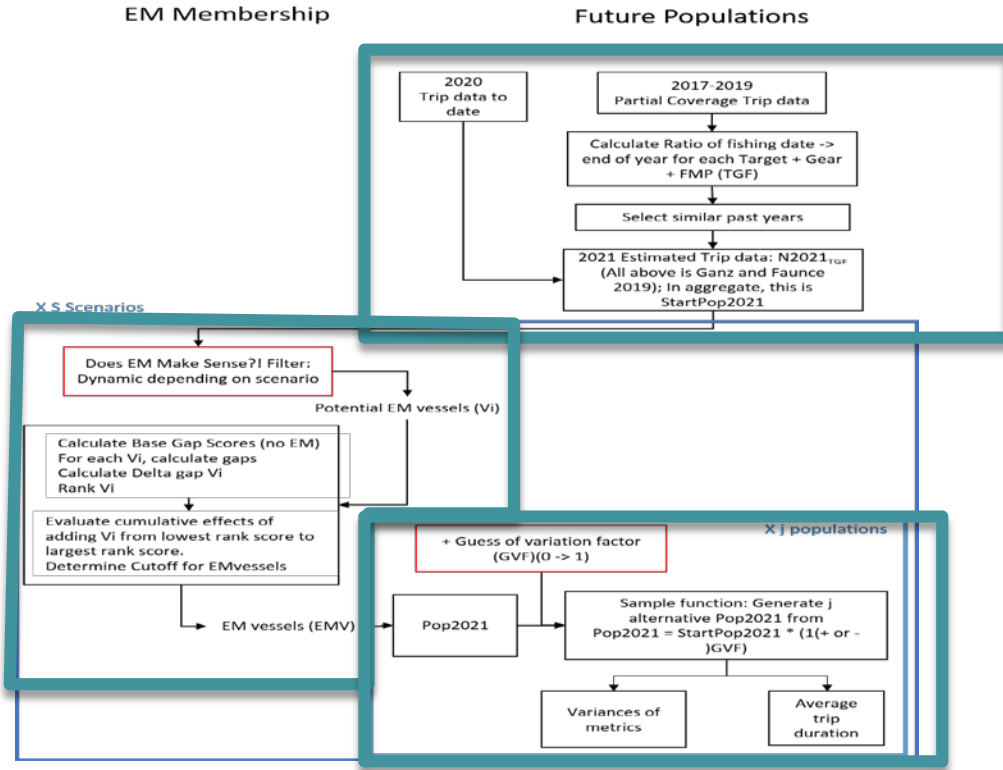 EM Membership
Future Populations
2020
Trip data to
date
2017-2019
Partial Coverage Trip data
Calculate Ratio of fishing date ->
end of year for each Target + Gear
+ FMP (TGF)
Select similar past years
2021 Estimated Trip data: N2021TGF
(All above is Ganz and Faunce
2019); In aggregate, this is
StartPop2021
X S Scenarios
Does EM Make Sense?! Filter:
Dynamic depending on scenario
Potential EM vessels (Vi)
Calculate Base Gap Scores (no EM)
For each Vi, calculate gaps
Calculate Delta gap Vi
Rank Vi
Evaluate cumulative effects of
adding Vi from lowest rank score to
largest rank score.
Determine Cutoff for EMvessels
EM vessels (EMV)
X j populations
+ Guess of variation factor
(GVF)(0 -> 1)
Pop2021
Sample function: Generate j
alternative Pop2021 from
Pop2021 = StartPop2021 * (1(+ or -
)GVF)
Variances of
metrics
Average
trip
duration